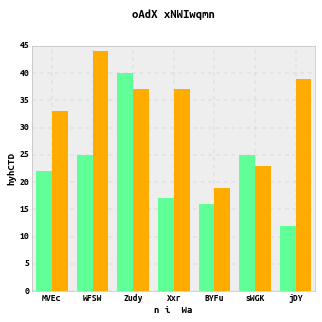 oAdX xNWIwqmn
45
40
35
30
25
20
15
10
5
0
hyhCTD
MVEc WFSW Zudy Xxr BYFu sWGK jDY
n i Wa